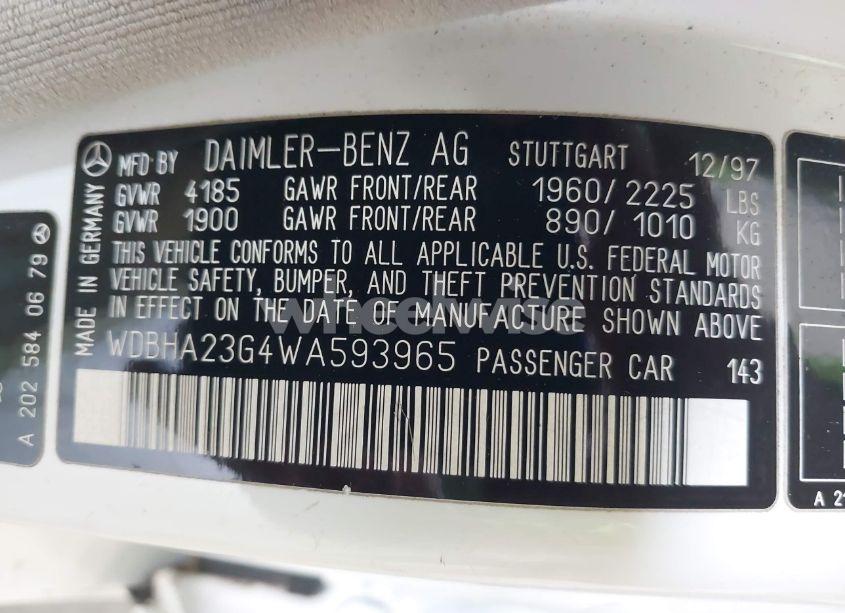 MADE IN GERMANY
MFD BY DAIMLER-BENZ AG STUTTGART 12/97
GVWR 4185 GAWR FRONT/REAR 1960/2225 LBS
GVWR 1900 GAWR FRONT/REAR 890/1010 KG
THIS VEHICLE CONFORMS TO ALL APPLICABLE U.S. FEDERAL MOTOR
VEHICLE SAFETY, BUMPER, AND THEFT PREVENTION STANDARDS
IN EFFECT ON THE DATE OF MANUFACTURE SHOWN ABOVE
wheelwise
WDBHA23G4WA593965 PASSENGER CAR 143
A 202 584 06 79
A 21